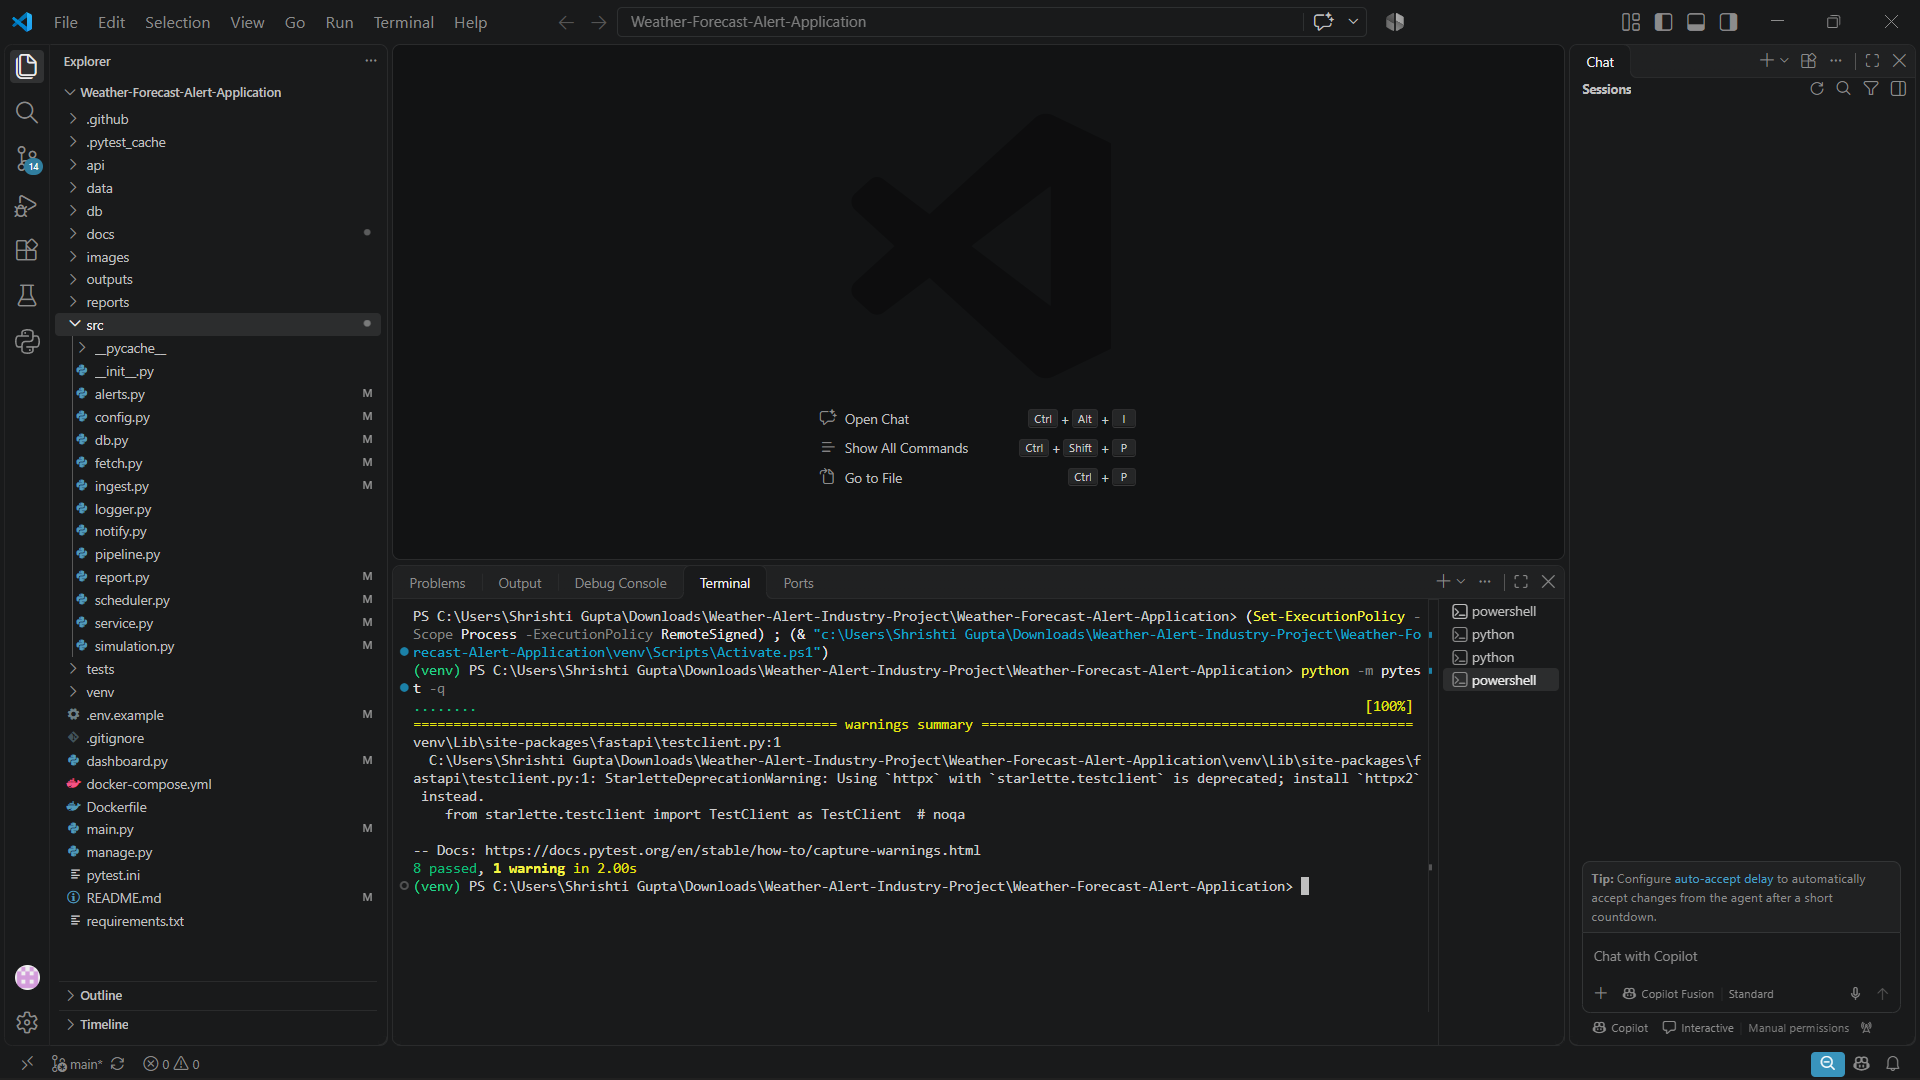 File Edit Selection View Go Run Terminal Help
Weather-Forecast-Alert-Application
Explorer
Weather-Forecast-Alert-Application
.github
.pytest_cache
api
data
db
docs
images
outputs
reports
src
__pycache__
__init__.py
alerts.py M
config.py M
db.py M
fetch.py M
ingest.py M
logger.py
notify.py
pipeline.py
report.py M
scheduler.py M
service.py M
simulation.py M
tests
venv
.env.example M
.gitignore
dashboard.py M
docker-compose.yml
Dockerfile
main.py M
manage.py
pytest.ini
README.md M
requirements.txt
Outline
Timeline
14
Open Chat Ctrl + Alt + I
Show All Commands Ctrl + Shift + P
Go to File Ctrl + P
Problems Output Debug Console Terminal Ports
PS C:\Users\Shrishti Gupta\Downloads\Weather-Alert-Industry-Project\Weather-Forecast-Alert-Application> (Set-ExecutionPolicy -
Scope Process -ExecutionPolicy RemoteSigned) ; (& "c:\Users\Shrishti Gupta\Downloads\Weather-Alert-Industry-Project\Weather-Fo
recast-Alert-Application\venv\Scripts\Activate.ps1")
(venv) PS C:\Users\Shrishti Gupta\Downloads\Weather-Alert-Industry-Project\Weather-Forecast-Alert-Application> python -m pytes
t -q
........ [100%]
===================================================== warnings summary ======================================================
venv\Lib\site-packages\fastapi\testclient.py:1
C:\Users\Shrishti Gupta\Downloads\Weather-Alert-Industry-Project\Weather-Forecast-Alert-Application\venv\Lib\site-packages\f
astapi\testclient.py:1: StarletteDeprecationWarning: Using `httpx` with `starlette.testclient` is deprecated; install `httpx2`
instead.
from starlette.testclient import TestClient as TestClient # noqa
-- Docs: https://docs.pytest.org/en/stable/how-to/capture-warnings.html
8 passed, 1 warning in 2.00s
(venv) PS C:\Users\Shrishti Gupta\Downloads\Weather-Alert-Industry-Project\Weather-Forecast-Alert-Application>
powershell
python
python
powershell
Chat
Sessions
Tip: Configure auto-accept delay to automatically
accept changes from the agent after a short
countdown.
Chat with Copilot
Copilot Fusion Standard
Copilot Interactive Manual permissions
main* 0 0